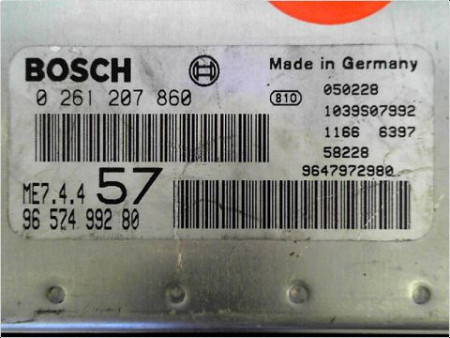 BOSCH
Made in Germany
0 261 207 860
810
050228
1039S07992
1166 6397
58228
9647972980
ME7.4.4 57
96 574 992 80